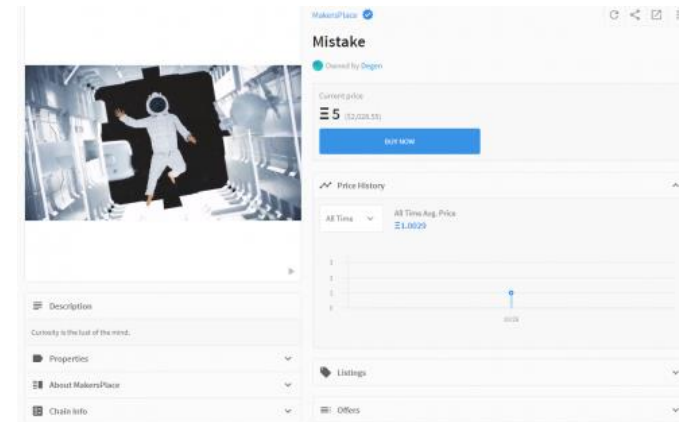 MakersPlace
Mistake
Owned by Degen
Current price
Ξ 5
BUY NOW
Price History
All Time
All Time Avg. Price
Ξ1.0029
Description
Curiosity is the lust of the mind.
Properties
About MakersPlace
Chain Info
Listings
Offers